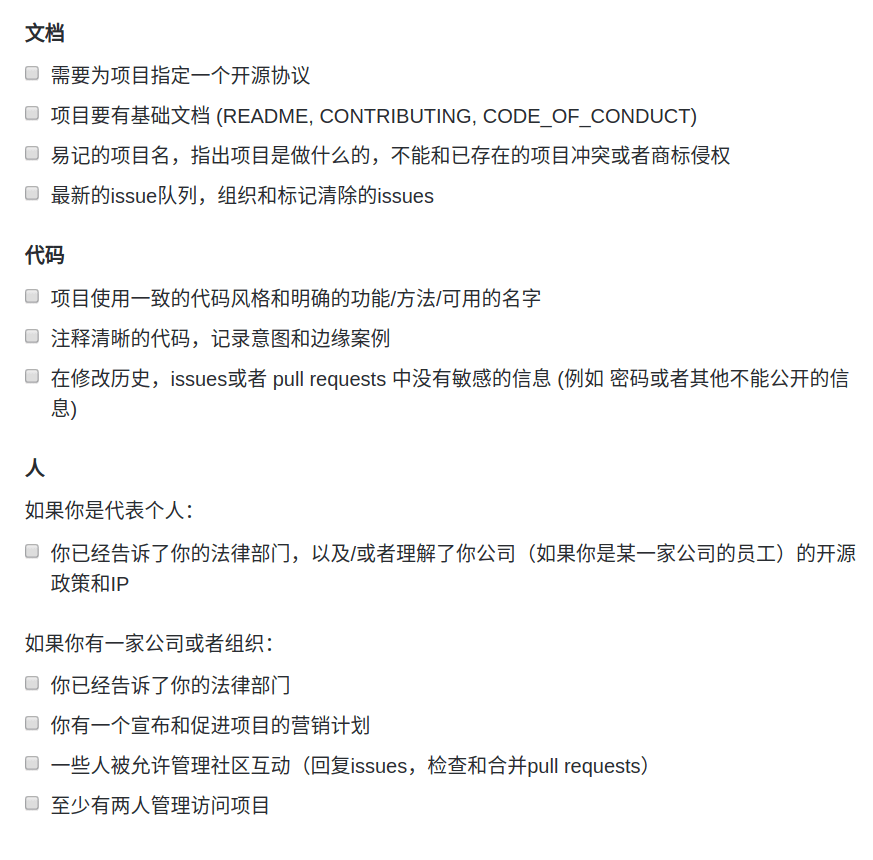 文档
需要为项目指定一个开源协议
项目要有基础文档 (README, CONTRIBUTING, CODE_OF_CONDUCT)
易记的项目名，指出项目是做什么的，不能和已存在的项目冲突或者商标侵权
最新的issue队列，组织和标记清除的issues
代码
项目使用一致的代码风格和明确的功能/方法/可用的名字
注释清晰的代码，记录意图和边缘案例
在修改历史，issues或者 pull requests 中没有敏感的信息 (例如 密码或者其他不能公开的信
息)
人
如果你是代表个人：
你已经告诉了你的法律部门，以及/或者理解了你公司（如果你是某一家公司的员工）的开源
政策和IP
如果你有一家公司或者组织：
你已经告诉了你的法律部门
你有一个宣布和促进项目的营销计划
一些人被允许管理社区互动（回复issues，检查和合并pull requests）
至少有两人管理访问项目